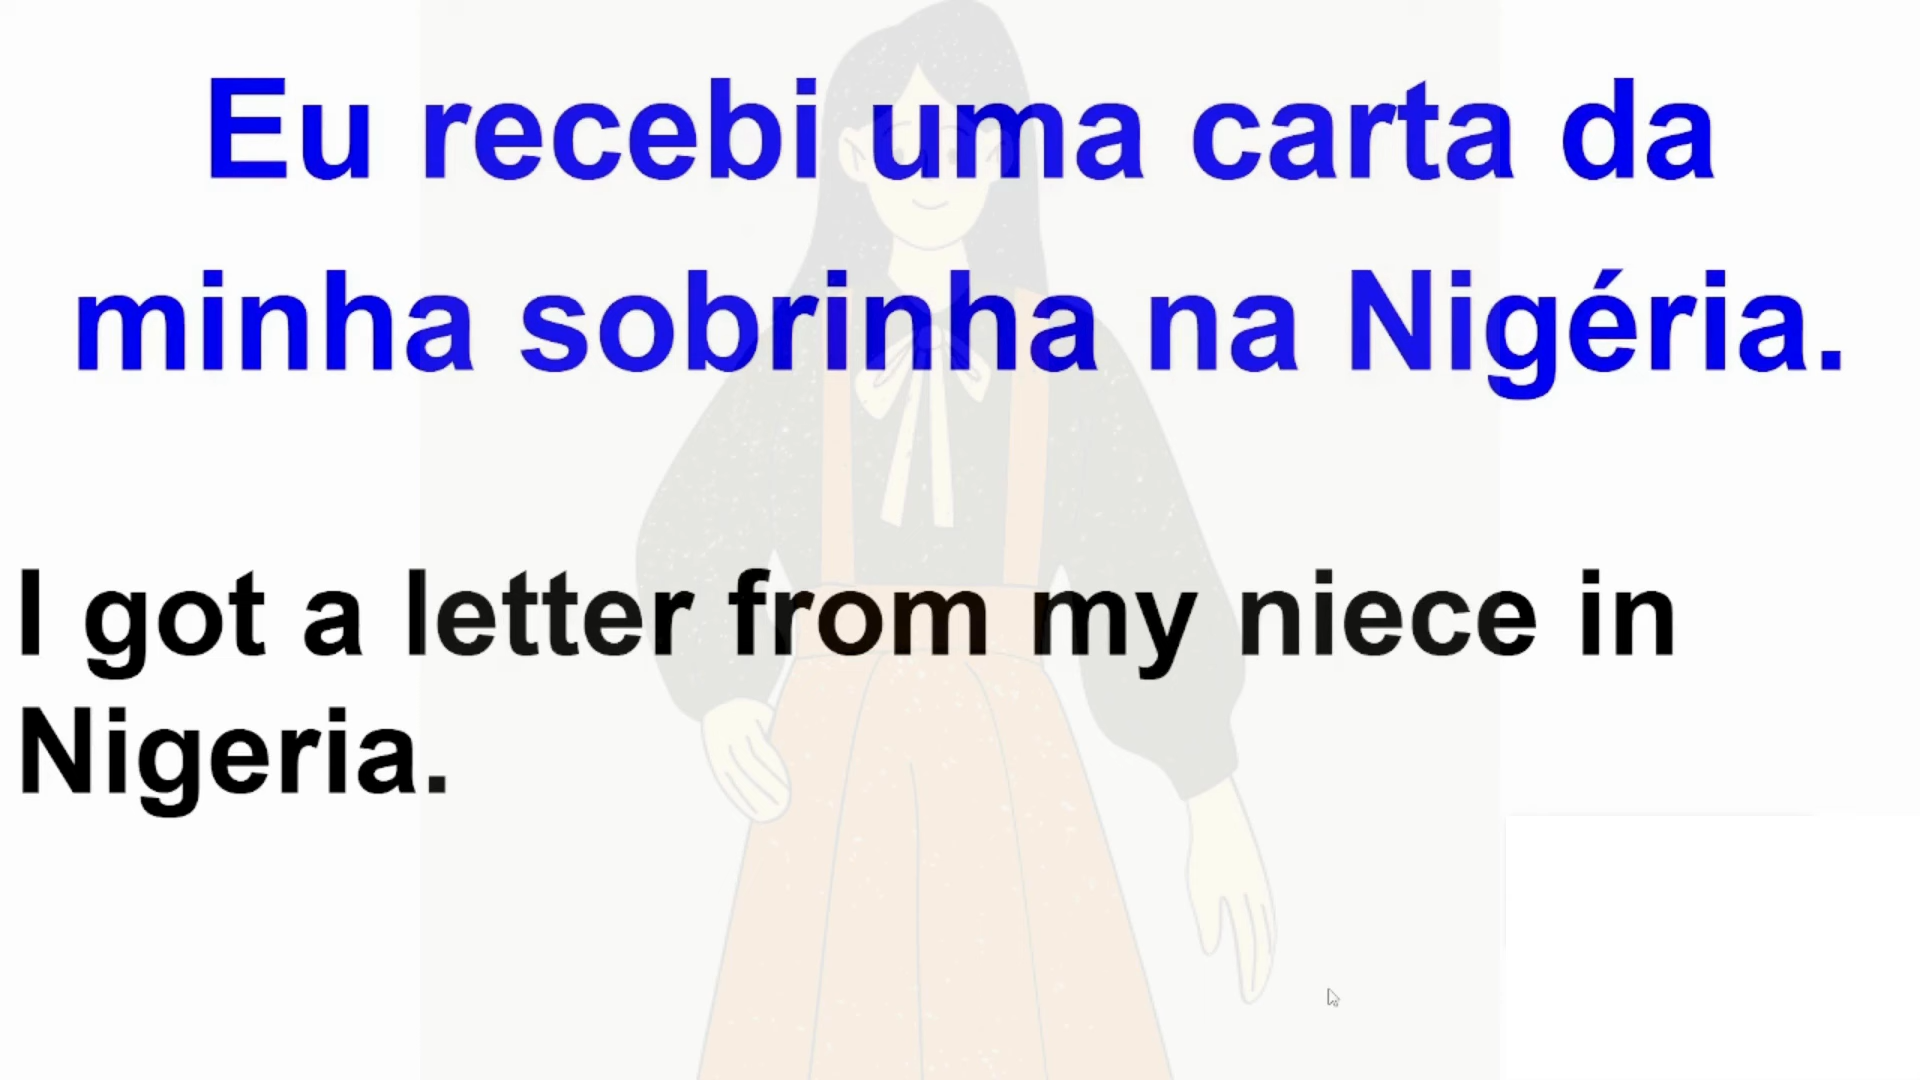 Eu recebi uma carta da
minha sobrinha na Nigéria.
I got a letter from my niece in
Nigeria.